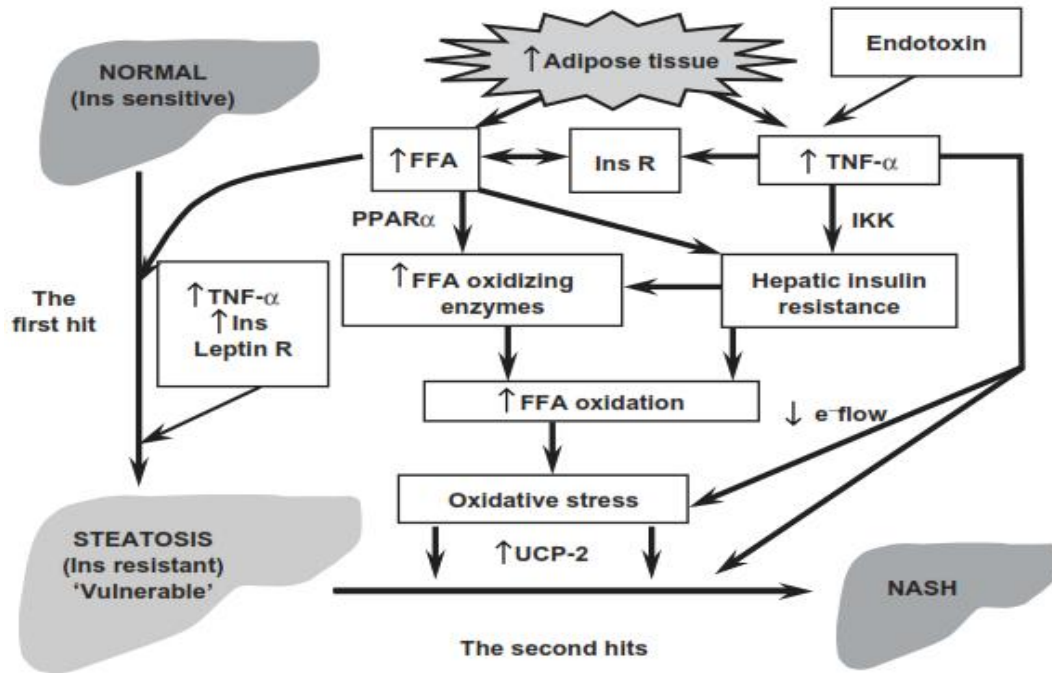 NORMAL
(Ins sensitive)
↑Adipose tissue
Endotoxin
↑FFA
Ins R
↑ TNF-α
PPARα
IKK
The
first hit
↑TNF-α
↑Ins
Leptin R
↑FFA oxidizing
enzymes
Hepatic insulin
resistance
↑FFA oxidation
↓ e⁻flow
Oxidative stress
↑UCP-2
STEATOSIS
(Ins resistant)
‘Vulnerable’
NASH
The second hits